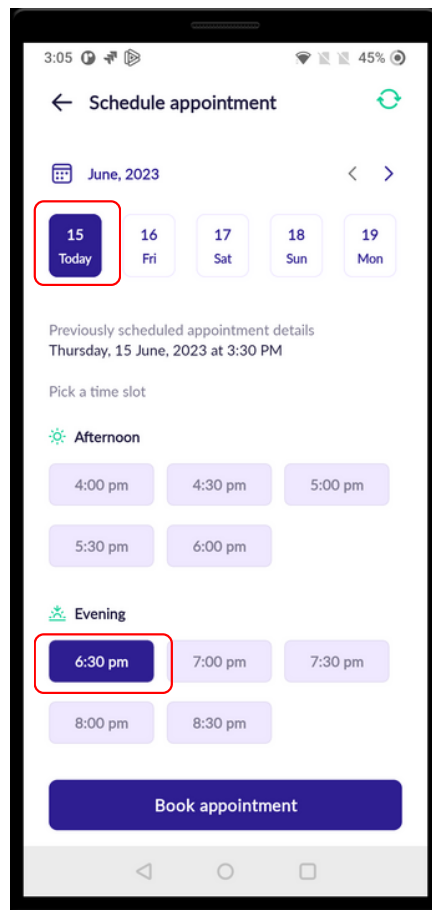 3:05 45%
Schedule appointment
June, 2023
15 16 17 18 19
Today Fri Sat Sun Mon
Previously scheduled appointment details
Thursday, 15 June, 2023 at 3:30 PM
Pick a time slot
Afternoon
4:00 pm 4:30 pm 5:00 pm
5:30 pm 6:00 pm
Evening
6:30 pm 7:00 pm 7:30 pm
8:00 pm 8:30 pm
Book appointment